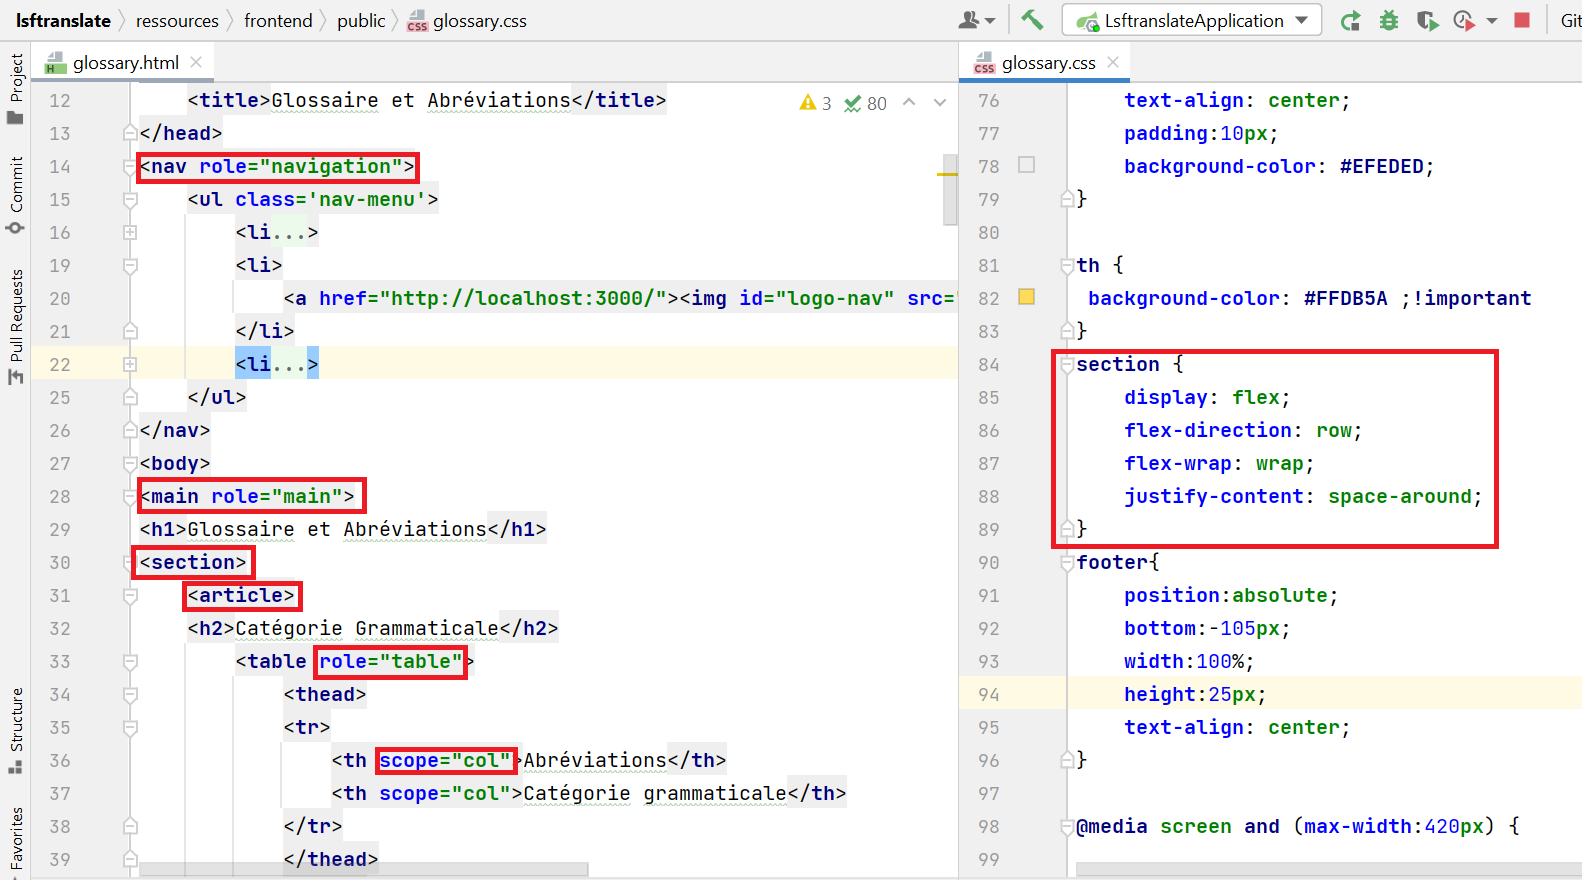 lsftranslate ressources frontend public glossary.css LsftranslateApplication Git
glossary.html
glossary.css
Project
Commit
Pull Requests
Structure
Favorites
3 80
12 <title>Glossaire et Abréviations</title>
13 </head>
14 <nav role="navigation">
15 <ul class='nav-menu'>
16 <li...>
19 <li>
20 <a href="http://localhost:3000/"><img id="logo-nav" src="
21 </li>
22 <li...>
25 </ul>
26 </nav>
27 <body>
28 <main role="main">
29 <h1>Glossaire et Abréviations</h1>
30 <section>
31 <article>
32 <h2>Catégorie Grammaticale</h2>
33 <table role="table">
34 <thead>
35 <tr>
36 <th scope="col">Abréviations</th>
37 <th scope="col">Catégorie grammaticale</th>
38 </tr>
39 </thead>
76 text-align: center;
77 padding:10px;
78 background-color: #EFEDED;
79 }
80
81 th {
82 background-color: #FFDB5A ;!important
83 }
84 section {
85 display: flex;
86 flex-direction: row;
87 flex-wrap: wrap;
88 justify-content: space-around;
89 }
90 footer{
91 position:absolute;
92 bottom:-105px;
93 width:100%;
94 height:25px;
95 text-align: center;
96 }
97
98 @media screen and (max-width:420px) {
99